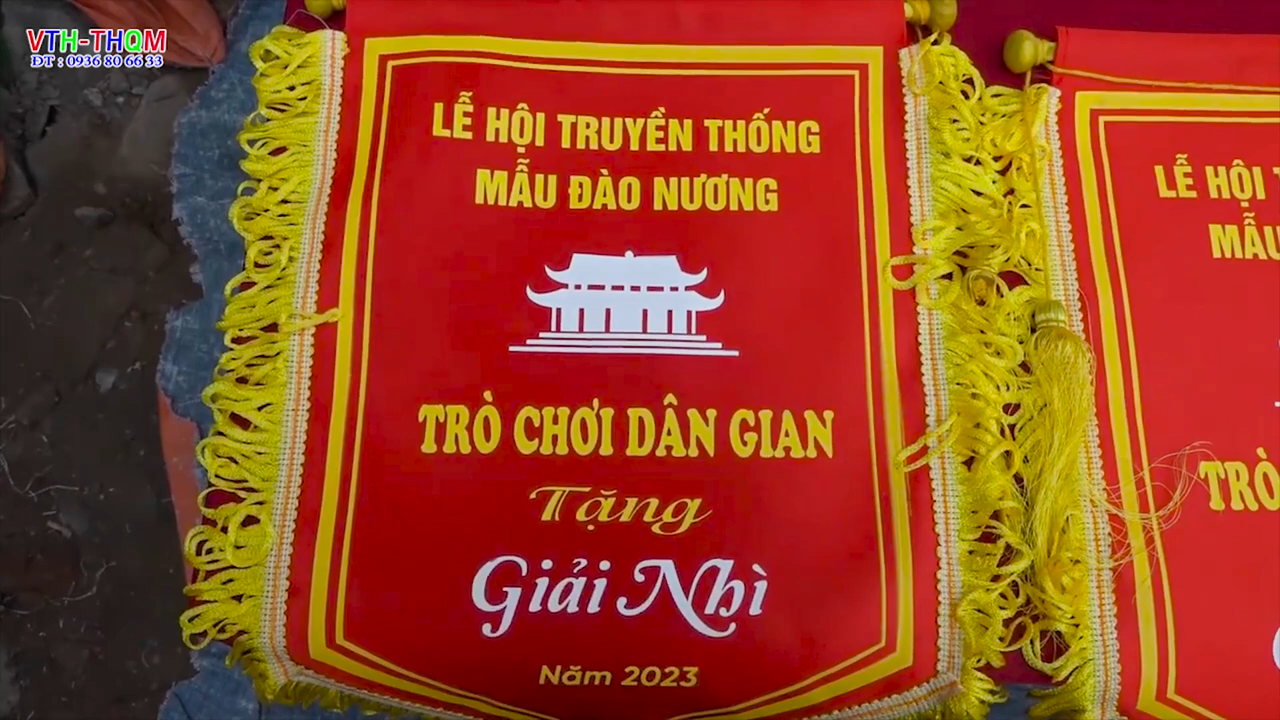 VTH-THQM
ĐT : 0936 80 66 33
LỄ HỘI TRUYỀN THỐNG
MẪU ĐÀO NƯƠNG
TRÒ CHƠI DÂN GIAN
Tặng
Giải Nhì
Năm 2023
LỄ HỘI
MẪU
TRÒ